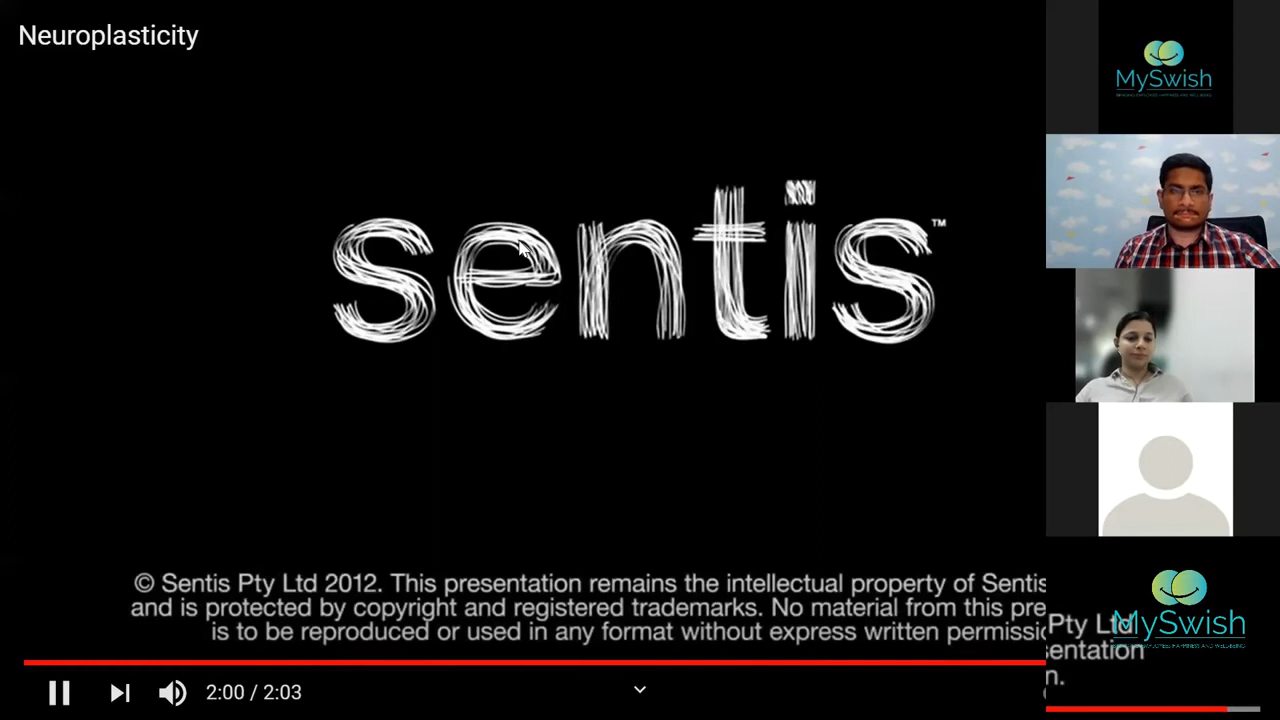 Neuroplasticity
sentis™
© Sentis Pty Ltd 2012. This presentation remains the intellectual property of Sentis
and is protected by copyright and registered trademarks. No material from this pre
is to be reproduced or used in any format without express written permissio
2:00 / 2:03
MySwish
MySwish
Pty Ltd
sentation
n.